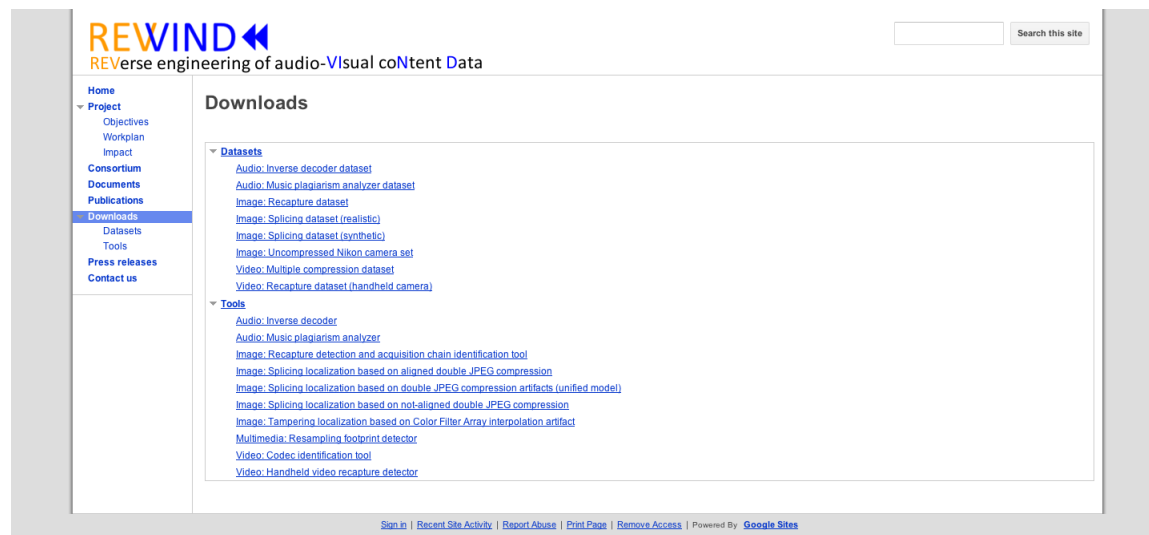 REWIND
REVerse engineering of audio-VIsual coNtent Data
Search this site
Home
Project
Objectives
Workplan
Impact
Consortium
Documents
Publications
Downloads
Datasets
Tools
Press releases
Contact us
Downloads
Datasets
Audio: Inverse decoder dataset
Audio: Music plagiarism analyzer dataset
Image: Recapture dataset
Image: Splicing dataset (realistic)
Image: Splicing dataset (synthetic)
Image: Uncompressed Nikon camera set
Video: Multiple compression dataset
Video: Recapture dataset (handheld camera)
Tools
Audio: Inverse decoder
Audio: Music plagiarism analyzer
Image: Recapture detection and acquisition chain identification tool
Image: Splicing localization based on aligned double JPEG compression
Image: Splicing localization based on double JPEG compression artifacts (unified model)
Image: Splicing localization based on not-aligned double JPEG compression
Image: Tampering localization based on Color Filter Array interpolation artifact
Multimedia: Resampling footprint detector
Video: Codec identification tool
Video: Handheld video recapture detector
Sign in | Recent Site Activity | Report Abuse | Print Page | Remove Access | Powered By Google Sites